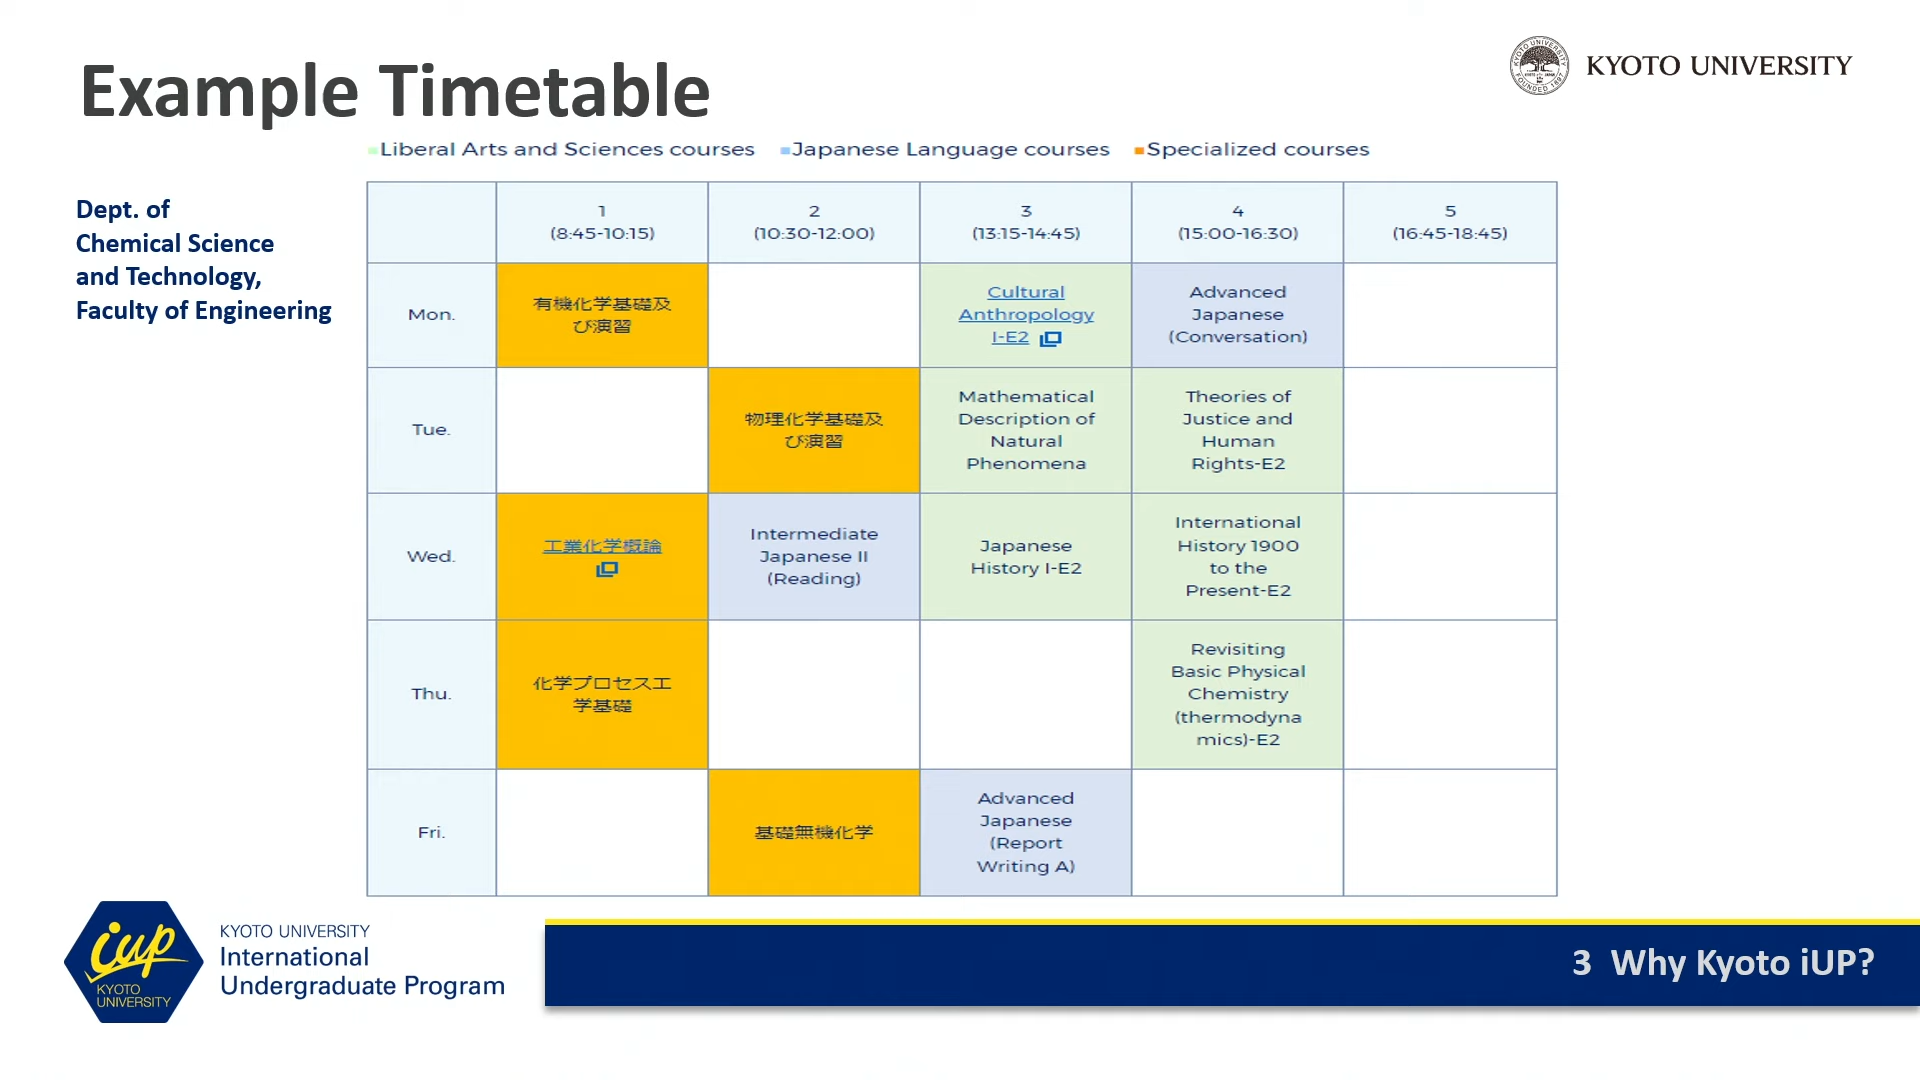 Example Timetable
KYOTO UNIVERSITY
Liberal Arts and Sciences courses
Japanese Language courses
Specialized courses
Dept. of
Chemical Science
and Technology,
Faculty of Engineering
1
(8:45-10:15)
2
(10:30-12:00)
3
(13:15-14:45)
4
(15:00-16:30)
5
(16:45-18:45)
Mon.
有機化学基礎及
び演習
Cultural
Anthropology
I-E2
Advanced
Japanese
(Conversation)
Tue.
物理化学基礎及
び演習
Mathematical
Description of
Natural
Phenomena
Theories of
Justice and
Human
Rights-E2
Wed.
工業化学概論
Intermediate
Japanese II
(Reading)
Japanese
History I-E2
International
History 1900
to the
Present-E2
Thu.
化学プロセス工
学基礎
Revisiting
Basic Physical
Chemistry
(thermodyna
mics)-E2
Fri.
基礎無機化学
Advanced
Japanese
(Report
Writing A)
iup
KYOTO
UNIVERSITY
KYOTO UNIVERSITY
International
Undergraduate Program
3 Why Kyoto iUP?